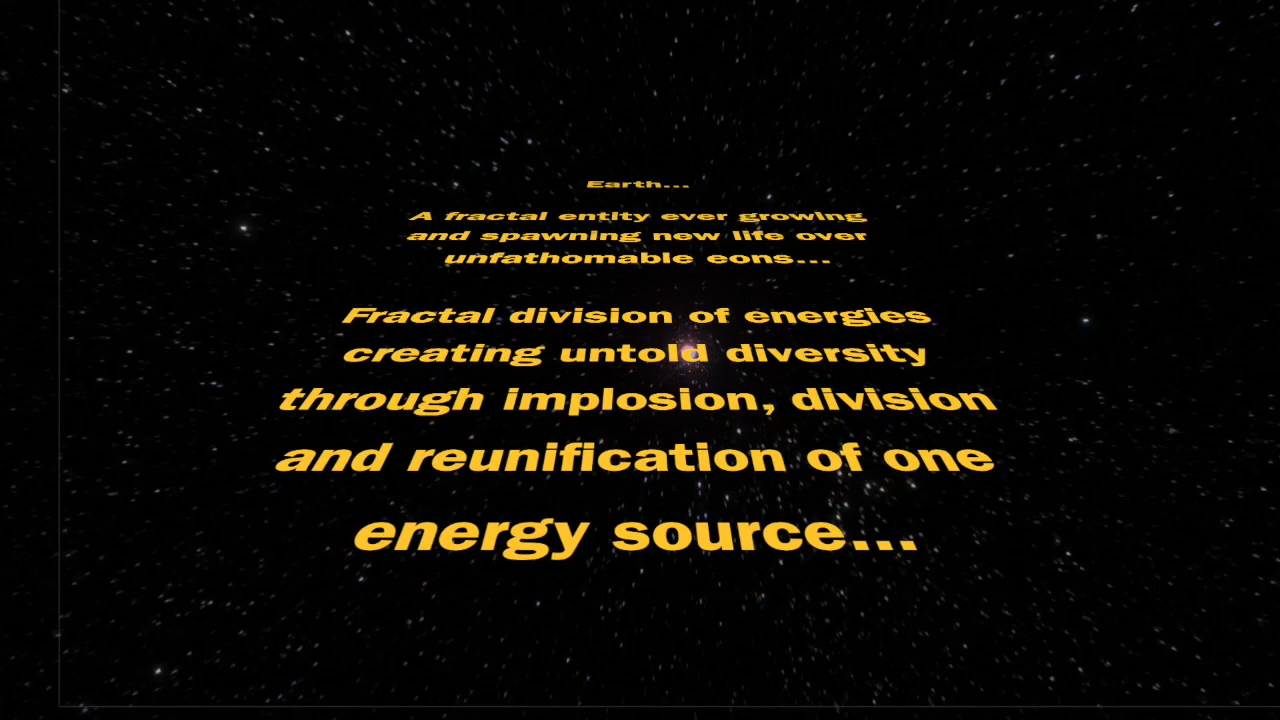 Earth...
A fractal entity ever growing
and spawning new life over
unfathomable eons...
Fractal division of energies
creating untold diversity
through implosion, division
and reunification of one
energy source...